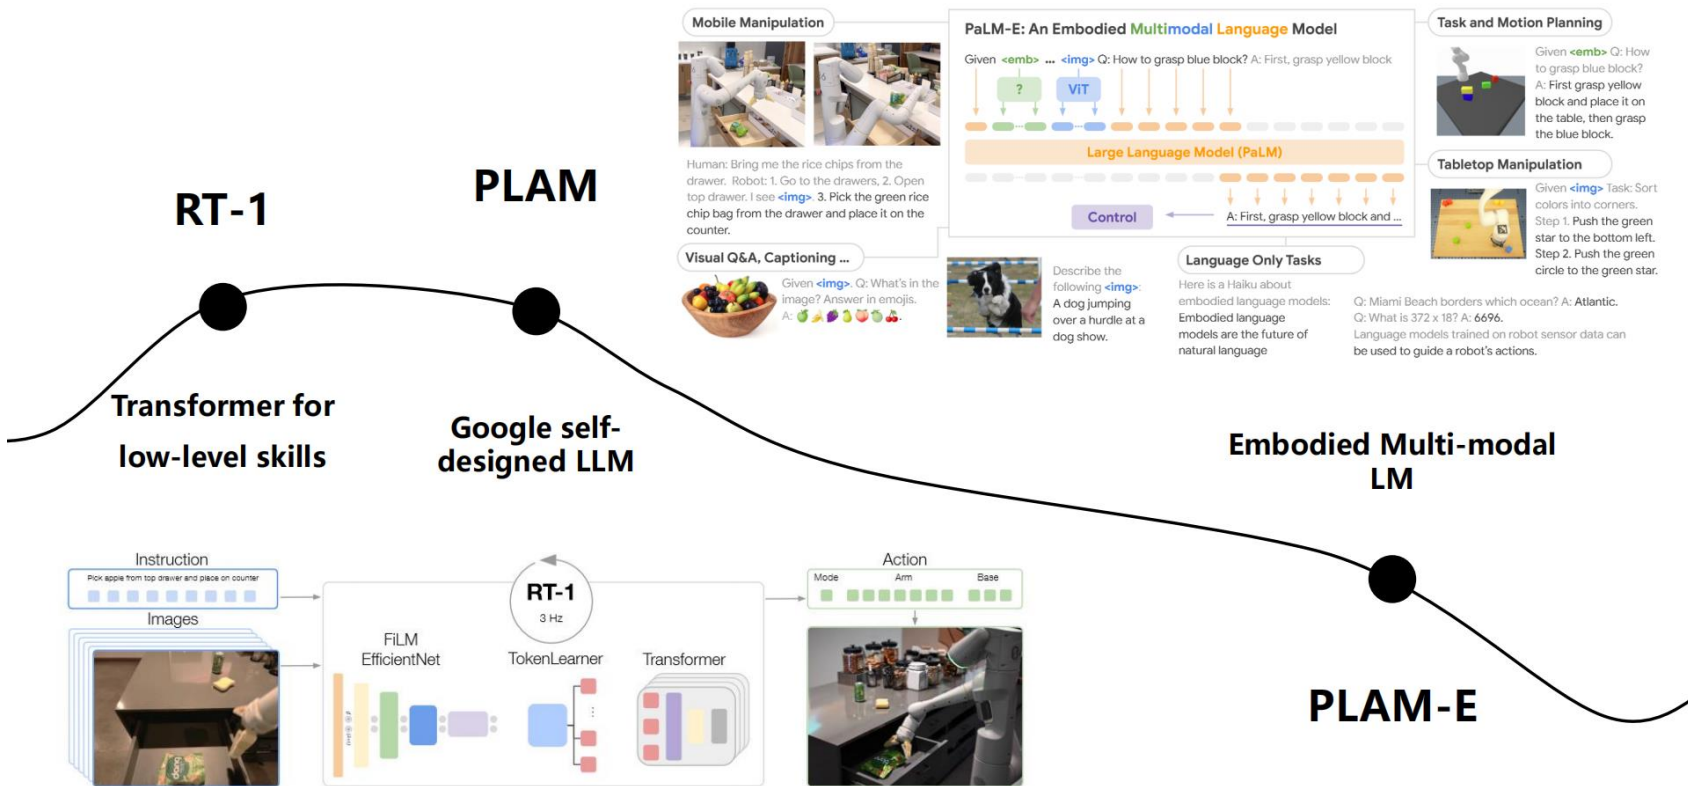 RT-1
Transformer for
low-level skills
PLAM
Google self-
designed LLM
Mobile Manipulation
Human: Bring me the rice chips from the
drawer. Robot: 1. Go to the drawers, 2. Open
top drawer. I see <img>. 3. Pick the green rice
chip bag from the drawer and place it on the
counter.
Visual Q&A, Captioning ...
Given <img>. Q: What's in the
image? Answer in emojis.
A: 🍏🍌🍆🍐🍑🍈🍒.
PaLM-E: An Embodied Multimodal Language Model
Given <emb> ... <img> Q: How to grasp blue block? A: First, grasp yellow block
?
ViT
Large Language Model (PaLM)
Control
A: First, grasp yellow block and ...
Describe the
following <img>:
A dog jumping
over a hurdle at a
dog show.
Language Only Tasks
Here is a Haiku about
embodied language models:
Embodied language
models are the future of
natural language
Q: Miami Beach borders which ocean? A: Atlantic.
Q: What is 372 x 18? A: 6696.
Language models trained on robot sensor data can
be used to guide a robot's actions.
Task and Motion Planning
Given <emb> Q: How
to grasp blue block?
A: First grasp yellow
block and place it on
the table, then grasp
the blue block.
Tabletop Manipulation
Given <img> Task: Sort
colors into corners.
Step 1. Push the green
star to the bottom left.
Step 2. Push the green
circle to the green star.
Embodied Multi-modal
LM
PLAM-E
Instruction
Pick apple from top drawer and place on counter
Images
RT-1
3 Hz
FiLM
EfficientNet
TokenLearner
...
Transformer
Action
Mode Arm Base